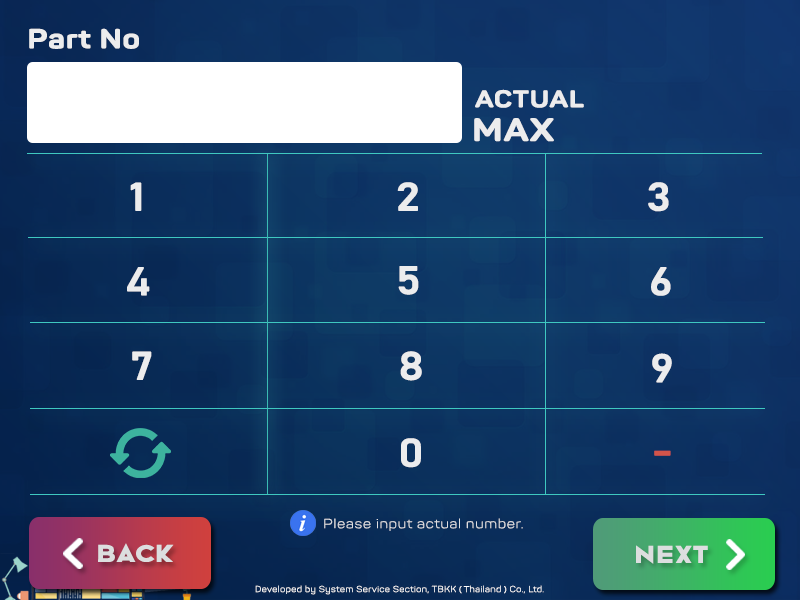 Part No
ACTUAL
MAX
1 2 3
4 5 6
7 8 9
0 -
i Please input actual number.
BACK
NEXT
Developed by System Service Section, TBKK ( Thailand ) Co., Ltd.